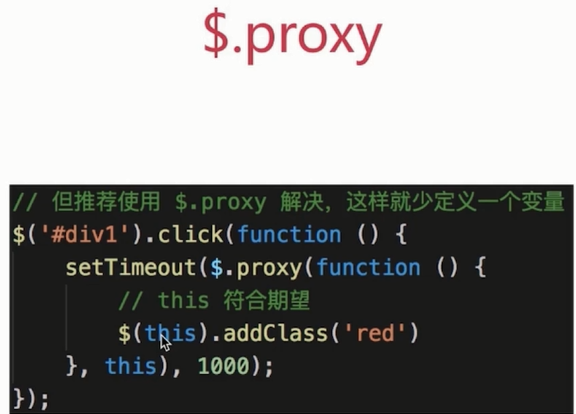 $.proxy
// 但推荐使用 $.proxy 解决，这样就少定义一个变量
$('#div1').click(function () {
    setTimeout($.proxy(function () {
        // this 符合期望
        $(this).addClass('red')
    }, this), 1000);
});